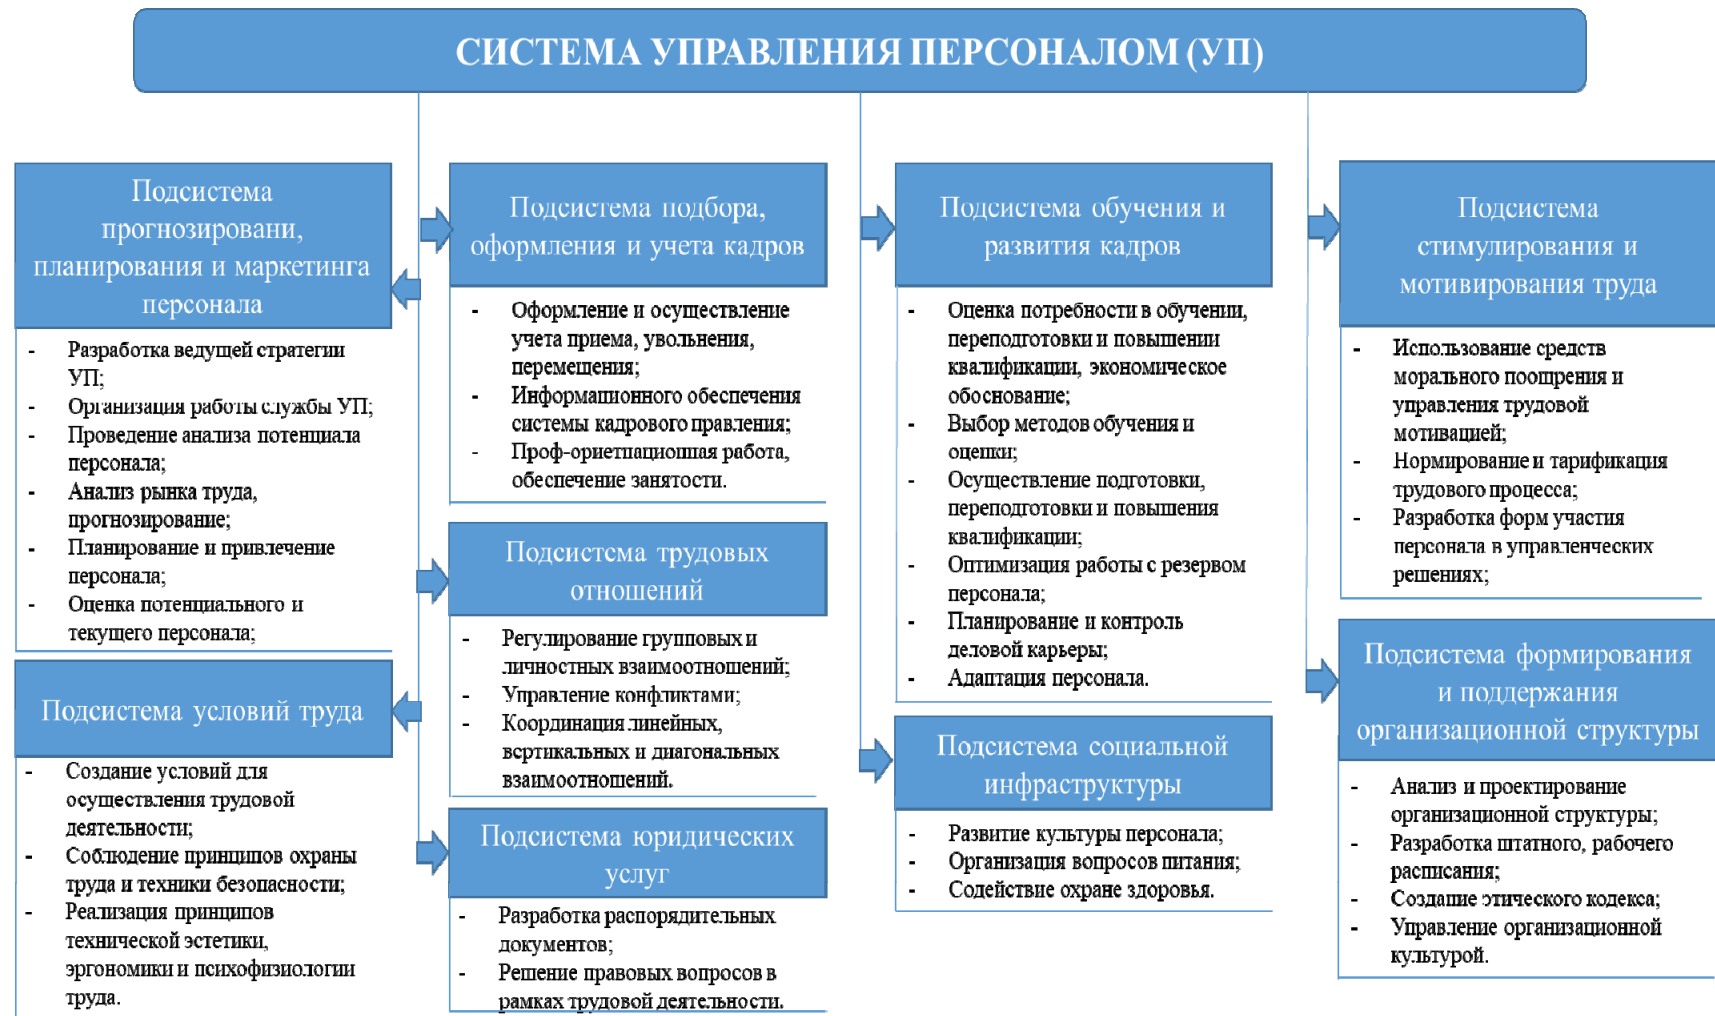 СИСТЕМА УПРАВЛЕНИЯ ПЕРСОНАЛОМ (УП)
Подсистема
прогнозировани,
планирования и маркетинга
персонала
- Разработка ведущей стратегии
УП;
- Организация работы службы УП;
- Проведение анализа потенциала
персонала;
- Анализ рынка труда,
прогнозирование;
- Планирование и привлечение
персонала;
- Оценка потенциального и
текущего персонала;
Подсистема условий труда
- Создание условий для
осуществления трудовой
деятельности;
- Соблюдение принципов охраны
труда и техники безопасности;
- Реализация принципов
технической эстетики,
эргономики и психофизиологии
труда.
Подсистема подбора,
оформления и учета кадров
- Оформление и осуществление
учета приема, увольнения,
перемещения;
- Информационного обеспечения
системы кадрового правления;
- Проф-ориетпационная работа,
обеспечение занятости.
Подсистема трудовых
отношений
- Регулирование групповых и
личностных взаимоотношений;
- Управление конфликтами;
- Координация линейных,
вертикальных и диагональных
взаимоотношений.
Подсистема юридических
услуг
- Разработка распорядительных
документов;
- Решение правовых вопросов в
рамках трудовой деятельности.
Подсистема обучения и
развития кадров
- Оценка потребности в обучении,
переподготовки и повышении
квалификации, экономическое
обоснование;
- Выбор методов обучения и
оценки;
- Осуществление подготовки,
переподготовки и повышения
квалификации;
- Оптимизация работы с резервом
персонала;
- Планирование и контроль
деловой карьеры;
- Адаптация персонала.
Подсистема социальной
инфраструктуры
- Развитие культуры персонала;
- Организация вопросов питания;
- Содействие охране здоровья.
Подсистема
стимулирования и
мотивирования труда
- Использование средств
морального поощрения и
управления трудовой
мотивацией;
- Нормирование и тарификация
трудового процесса;
- Разработка форм участия
персонала в управленческих
решениях;
Подсистема формирования
и поддержания
организационной структуры
- Анализ и проектирование
организационной структуры;
- Разработка штатного, рабочего
расписания;
- Создание этического кодекса;
- Управление организационной
культурой.